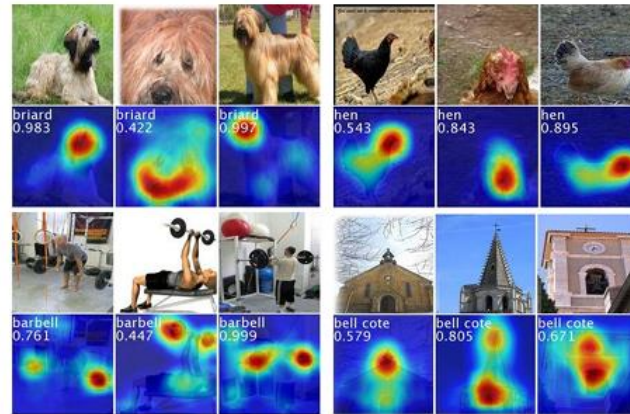 briard
0.983
briard
0.422
briard
0.997
hen
0.543
hen
0.843
hen
0.895
barbell
0.761
barbell
0.447
barbell
0.999
bell cote
0.579
bell cote
0.805
bell cote
0.671